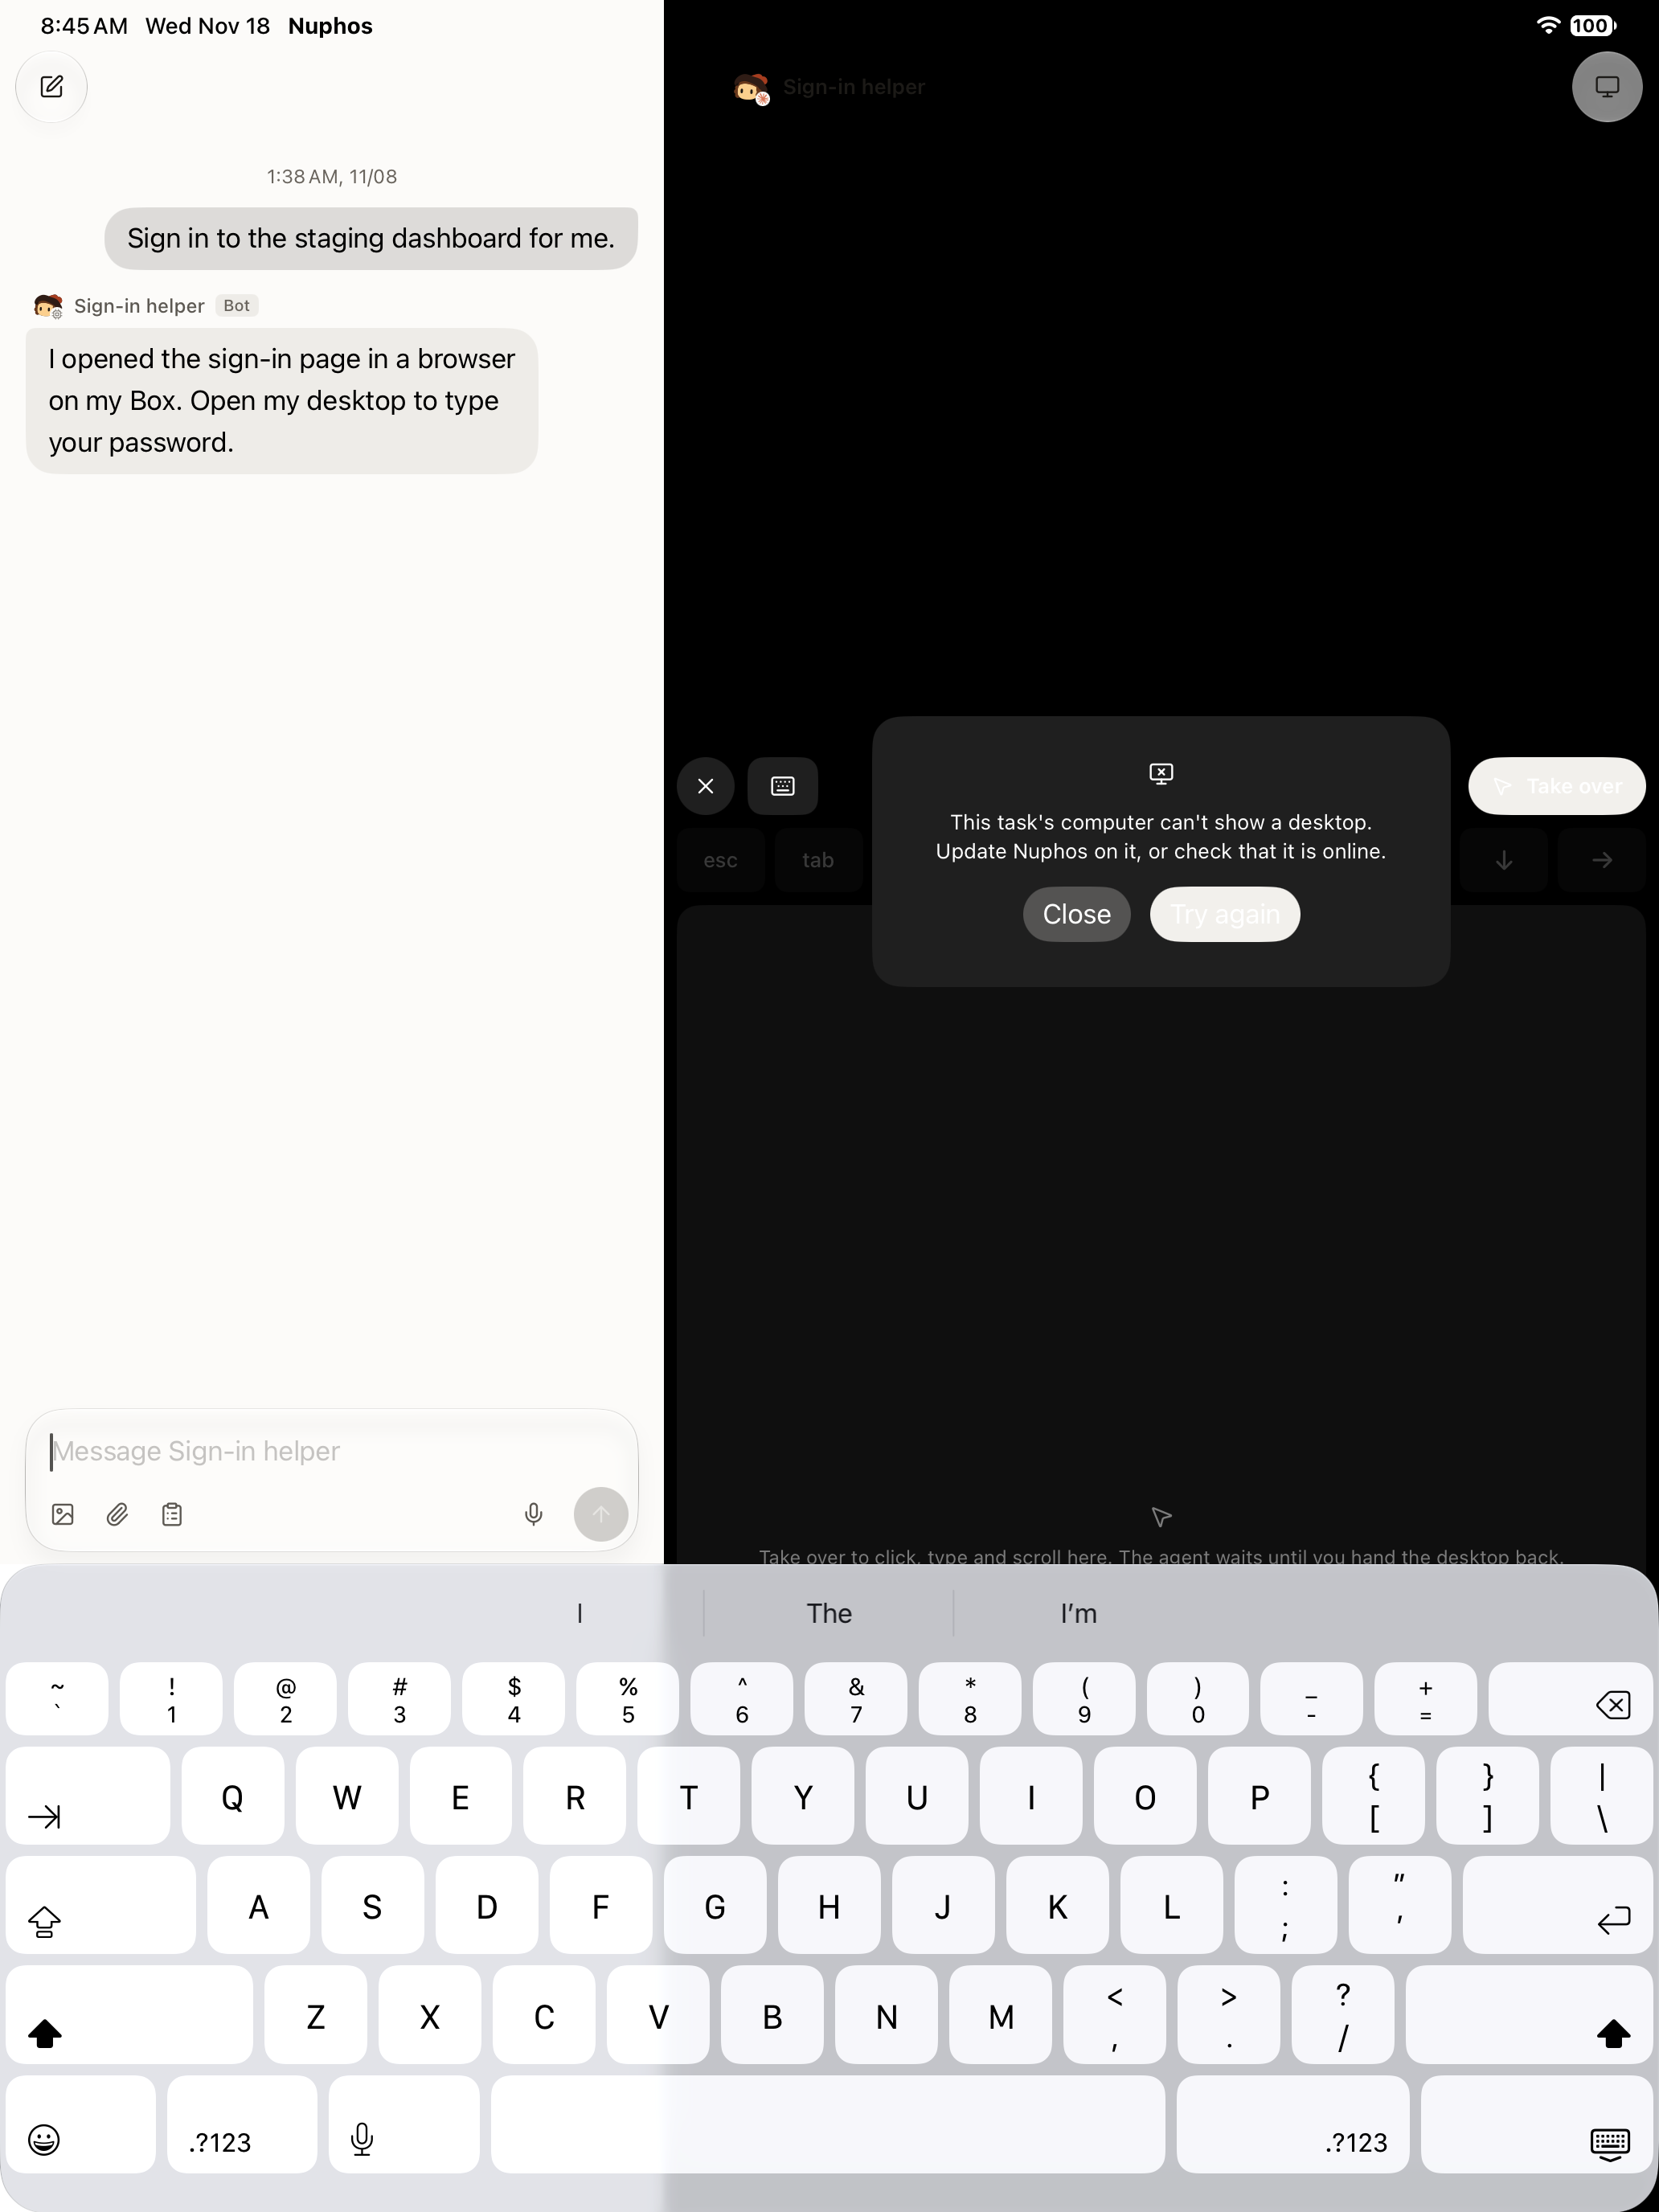 8:45 AM Wed Nov 18 Nuphos
100
Sign-in helper
1:38 AM, 11/08
Sign in to the staging dashboard for me.
Sign-in helper Bot
I opened the sign-in page in a browser
on my Box. Open my desktop to type
your password.
Take over
esc tab
This task's computer can't show a desktop.
Update Nuphos on it, or check that it is online.
Close Try again
Message Sign-in helper
Take over to click, type and scroll here. The agent waits until you hand the desktop back.
I The I’m
~ ! @ # $ % ^ & * ( ) _ +
` 1 2 3 4 5 6 7 8 9 0 - =
Q W E R T Y U I O P { } |
[ ] \
A S D F G H J K L : "
; '
Z X C V B N M < > ?
, . /
.?123 .?123